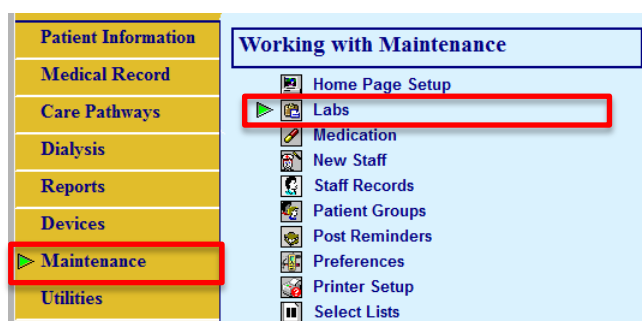 Patient Information
Medical Record
Care Pathways
Dialysis
Reports
Devices
Maintenance
Utilities
Working with Maintenance
Home Page Setup
Labs
Medication
New Staff
Staff Records
Patient Groups
Post Reminders
Preferences
Printer Setup
Select Lists